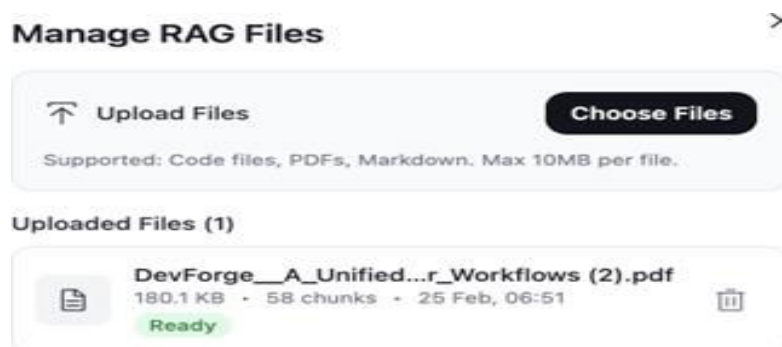 Manage RAG Files
Upload Files
Choose Files
Supported: Code files, PDFs, Markdown. Max 10MB per file.
Uploaded Files (1)
DevForge__A_Unified...r_Workflows (2).pdf
180.1 KB • 58 chunks • 25 Feb, 06:51
Ready